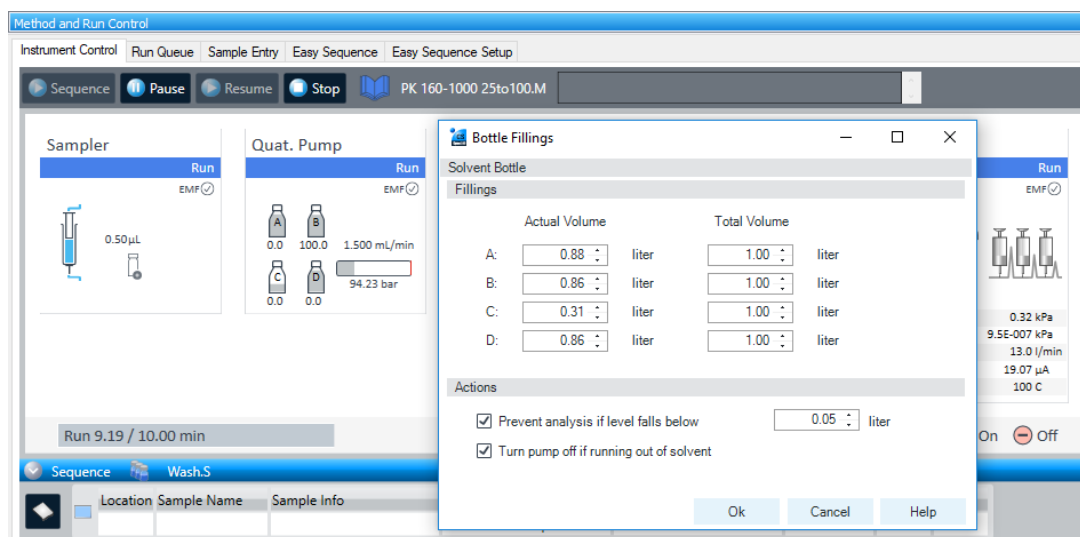 Method and Run Control
Instrument Control Run Queue Sample Entry Easy Sequence Easy Sequence Setup
Sequence Pause Resume Stop PK 160-1000 25to100.M
Sampler
Run
EMF
0.50 µL
Quat. Pump
Run
EMF
A B
0.0 100.0 1.500 mL/min
C D
94.23 bar
0.0 0.0
Bottle Fillings
Solvent Bottle
Fillings
Actual Volume Total Volume
A: 0.88 liter 1.00 liter
B: 0.86 liter 1.00 liter
C: 0.31 liter 1.00 liter
D: 0.86 liter 1.00 liter
Actions
Prevent analysis if level falls below 0.05 liter
Turn pump off if running out of solvent
Ok Cancel Help
Run
EMF
0.32 kPa
9.5E-007 kPa
13.0 l/min
19.07 µA
100 C
Run 9.19 / 10.00 min
On Off
Sequence Wash.S
Location Sample Name Sample Info